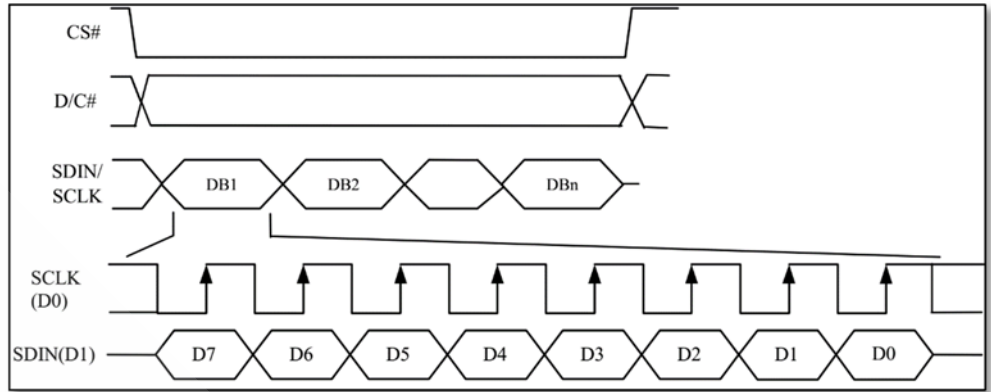 CS#
D/C#
SDIN/
SCLK
DB1 DB2 DBn
SCLK
(D0)
SDIN(D1) D7 D6 D5 D4 D3 D2 D1 D0